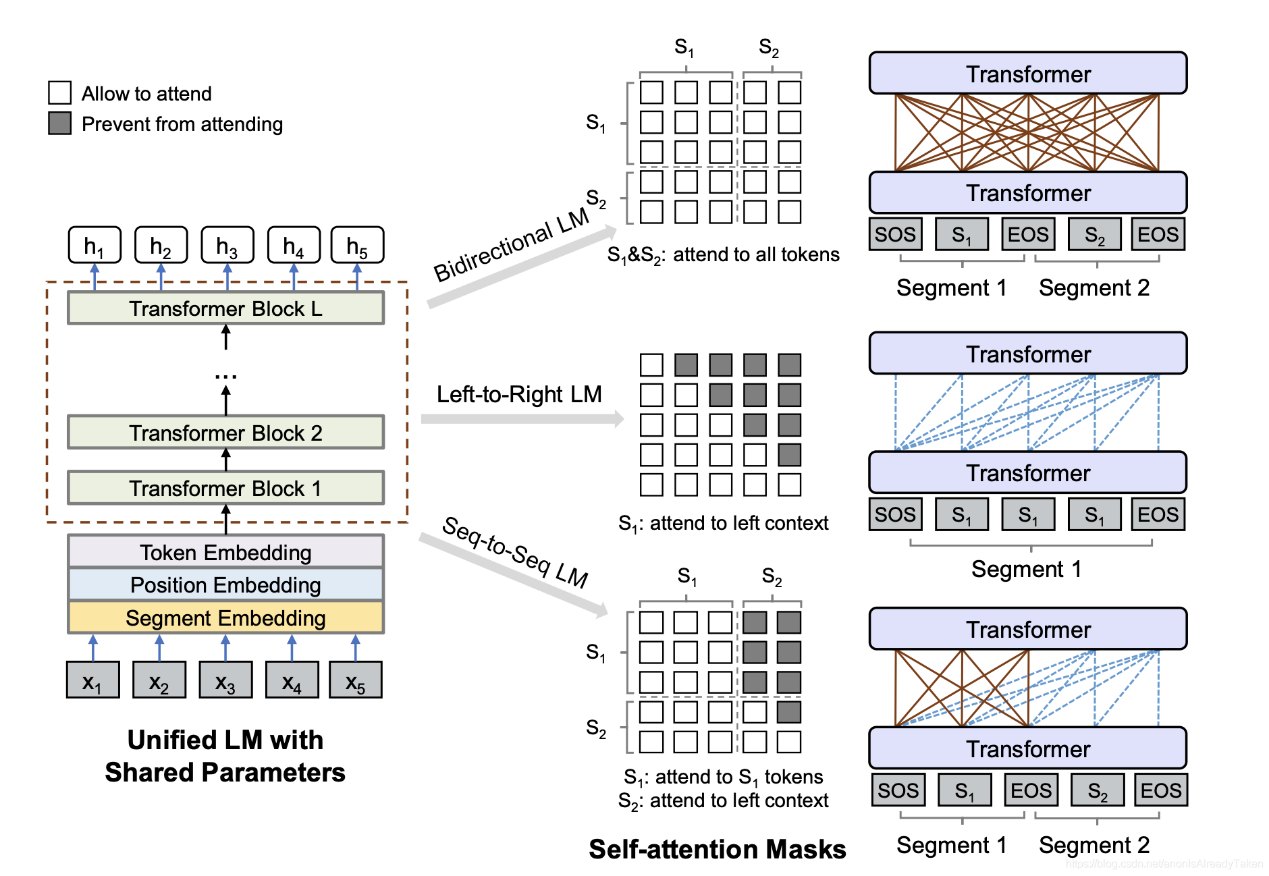 Allow to attend
Prevent from attending
h₁ h₂ h₃ h₄ h₅
Transformer Block L
...
Transformer Block 2
Transformer Block 1
Token Embedding
Position Embedding
Segment Embedding
x₁ x₂ x₃ x₄ x₅
Unified LM with
Shared Parameters
Bidirectional LM
Left-to-Right LM
Seq-to-Seq LM
S₁ S₂
S₁
S₂
S₁&S₂: attend to all tokens
Transformer
Transformer
SOS S₁ EOS S₂ EOS
Segment 1 Segment 2
S₁: attend to left context
Transformer
Transformer
SOS S₁ S₁ S₁ EOS
Segment 1
S₁ S₂
S₁
S₂
S₁: attend to S₁ tokens
S₂: attend to left context
Self-attention Masks
Transformer
Transformer
SOS S₁ EOS S₂ EOS
Segment 1 Segment 2